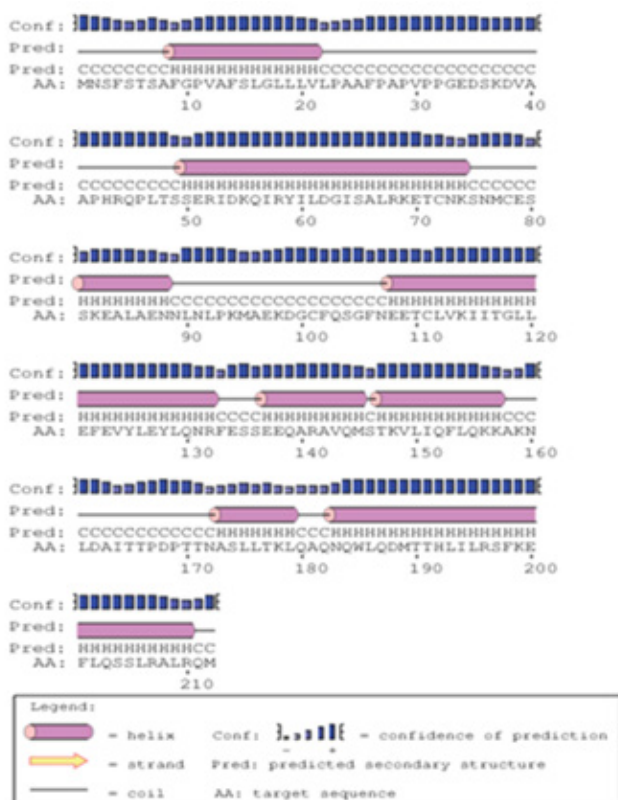 Conf:
Pred:
Pred: CCCCCCCCHHHHHHHHHHHHHCCCCCCCCCCCCCCCCCCC
AA: MNSFSTSAFGPVAFSLGLLLVLPAAFPAPVPPGEDSKDVA
10 20 30 40
Conf:
Pred:
Pred: CCCCCCCCCHHHHHHHHHHHHHHHHHHHHHHHHHCCCCCC
AA: APHRQPLTSSERIDKQIRYILDGISALRKETCNKSNMCES
50 60 70 80
Conf:
Pred:
Pred: HHHHHHHHCCCCCCCCCCCCCCCCCCCHHHHHHHHHHHHH
AA: SKEALAENNLNLPKMAEKDGCFQSGFNEETCLVKIITGLL
90 100 110 120
Conf:
Pred:
Pred: HHHHHHHHHHHHCCCCHHHHHHHHHCHHHHHHHHHHHCCC
AA: EFEVYLEYLQNRFESSEEQARAVQMSTKVLIQFLQKKAKN
130 140 150 160
Conf:
Pred:
Pred: CCCCCCCCCCCCHHHHHHHCCCHHHHHHHHHHHHHHHHHH
AA: LDAITTPDPTTNASLLTKLQAQNQWLQDMTTHLILRSFKE
170 180 190 200
Conf:
Pred:
Pred: HHHHHHHHHHCC
AA: FLQSSLRALRQM
210
Legend:
= helix Conf: = confidence of prediction
- +
= strand Pred: predicted secondary structure
= coil AA: target sequence